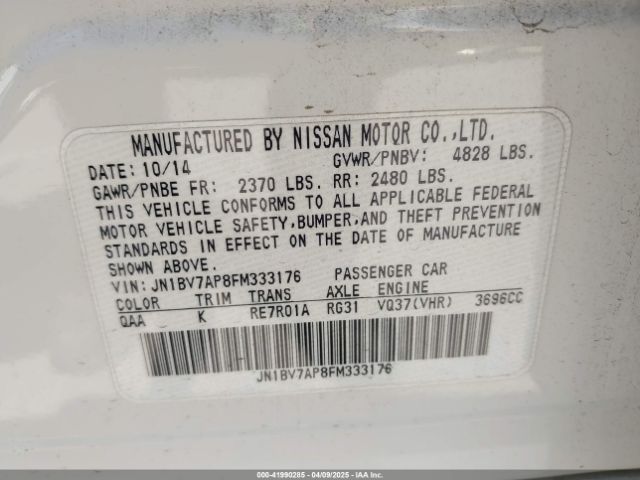 MANUFACTURED BY NISSAN MOTOR CO.,LTD.
DATE: 10/14 GVWR/PNBV: 4828 LBS.
GAWR/PNBE FR: 2370 LBS. RR: 2480 LBS.
THIS VEHICLE CONFORMS TO ALL APPLICABLE FEDERAL
MOTOR VEHICLE SAFETY,BUMPER,AND THEFT PREVENTION
STANDARDS IN EFFECT ON THE DATE OF MANUFACTURE
SHOWN ABOVE.
VIN: JN1BV7AP8FM333176 PASSENGER CAR
COLOR TRIM TRANS AXLE ENGINE
QAA K RE7R01A RG31 VQ37(VHR) 3696CC
JN1BV7AP8FM333176
000-41990285 - 04/09/2025 - IAAI.COM